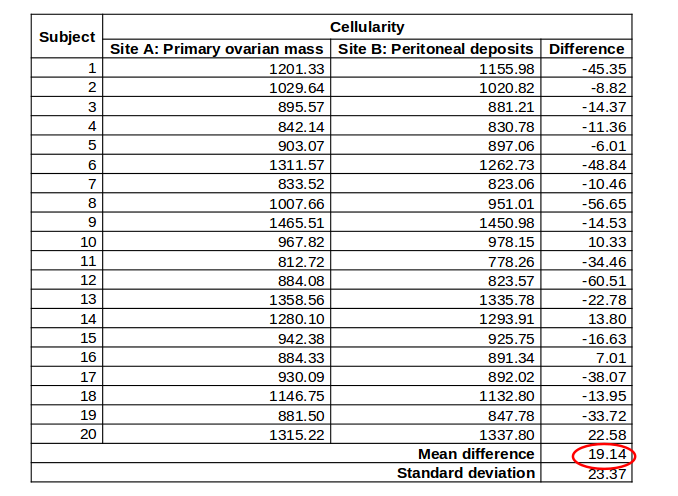 Cellularity
Subject Site A: Primary ovarian mass Site B: Peritoneal deposits Difference
1 1201.33 1155.98 -45.35
2 1029.64 1020.82 -8.82
3 895.57 881.21 -14.37
4 842.14 830.78 -11.36
5 903.07 897.06 -6.01
6 1311.57 1262.73 -48.84
7 833.52 823.06 -10.46
8 1007.66 951.01 -56.65
9 1465.51 1450.98 -14.53
10 967.82 978.15 10.33
11 812.72 778.26 -34.46
12 884.08 823.57 -60.51
13 1358.56 1335.78 -22.78
14 1280.10 1293.91 13.80
15 942.38 925.75 -16.63
16 884.33 891.34 7.01
17 930.09 892.02 -38.07
18 1146.75 1132.80 -13.95
19 881.50 847.78 -33.72
20 1315.22 1337.80 22.58
Mean difference 19.14
Standard deviation 23.37